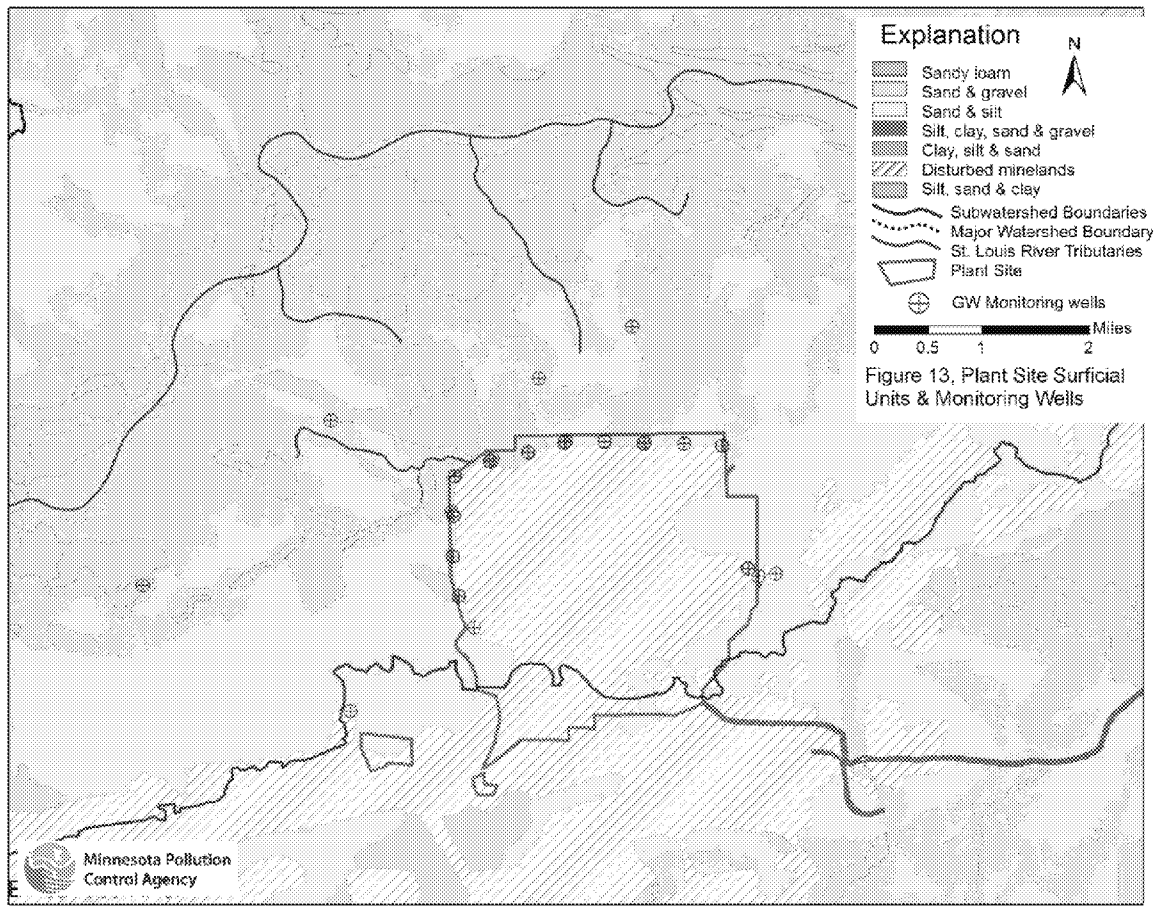 Explanation
N
Sandy loam
Sand & gravel
Sand & silt
Silt, clay, sand & gravel
Clay, silt & sand
Disturbed minelands
Silt, sand & clay
Subwatershed Boundaries
Major Watershed Boundary
St. Louis River Tributaries
Plant Site
GW Monitoring wells
Miles
0 0.5 1 2
Figure 13, Plant Site Surficial
Units & Monitoring Wells
Minnesota Pollution
Control Agency
E